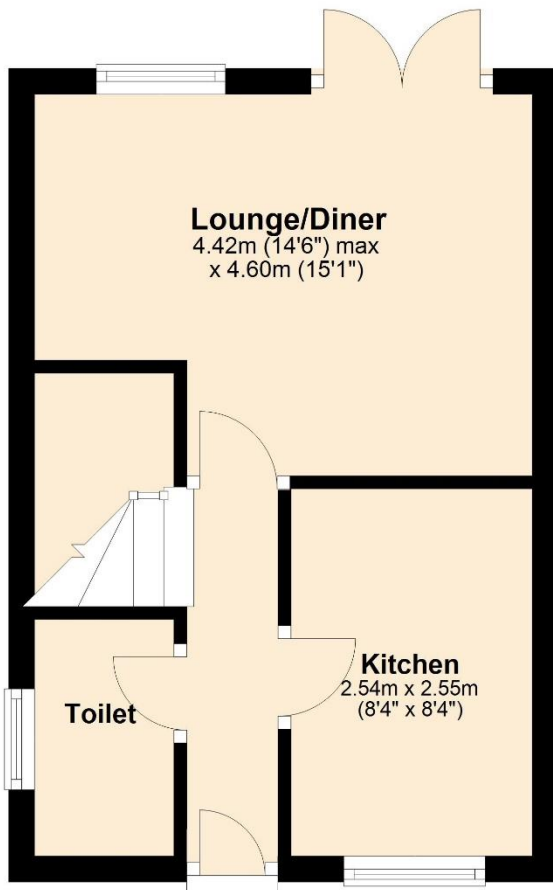 Lounge/Diner
4.42m (14'6") max
x 4.60m (15'1")
Kitchen
2.54m x 2.55m
(8'4" x 8'4")
Toilet